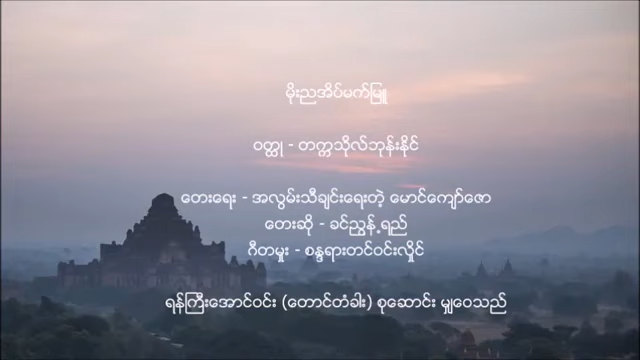 မိုးညအိပ်မက်မြူ
ဝတ္ထု - တက္ကသိုလ်ဘုန်းနိုင်
တေးရေး - အလွမ်းသီချင်းရေးတဲ့ မောင်ကျော်ဇော
တေးဆို - ခင်ညွန့်ရည်
ဂီတမှူး - စန္ဒရားတင်ဝင်းလှိုင်
ရန်ကြီးအောင်ဝင်း (တောင်တံခါး) စုဆောင်း မျှဝေသည်